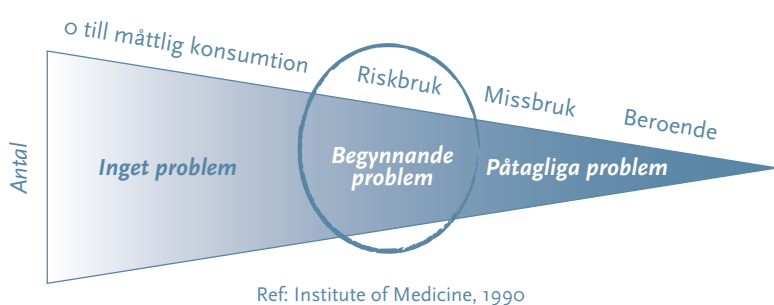 0 till måttlig konsumtion
Riskbruk
Missbruk
Beroende
Antal
Inget problem
Begynnande
problem
Påtagliga problem
Ref: Institute of Medicine, 1990